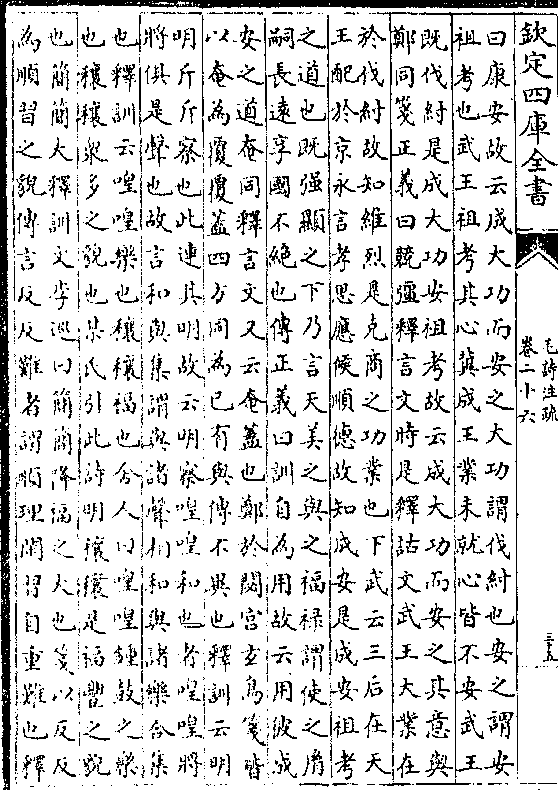 欽定四庫全書
毛詩注疏
卷二十六
三十五
曰康安故云成大功而安之大功謂伐紂也安之謂安
祖考也武王祖考其心冀成王業未就心皆不安武王
既伐紂是成大功安祖考故云成大功而安之其意與
鄭同箋正義曰競彊釋言文時是釋詁文武王大業在
於伐紂故知維烈是克商之功業也下武云三后在天
王配於京永言孝思應侯順德故知成安是成安祖考
之道也既强顯之下乃言天美之與之福禄謂使之胤
嗣長遠享國不絶也傳正義曰訓自為用故云用彼成
安之道奄同釋言文又云奄蓋也鄭於閟宫玄鳥箋皆
以奄為覆覆蓋四方同為已有與傳不異也釋訓云明
明斤斤察也此連其明故云明察喤喤和也者喤喤將
將俱是聲也故言和與集謂與諸聲相和與諸樂合集
也釋訓云喤喤樂也穰穰福也舍人曰喤喤鍾鼓之樂
也穰穰衆多之貌也某氏引此詩明穰穰是福豐之貌
也簡簡大釋訓文李巡曰簡簡降福之大也箋以反反
為順習之貌傳言反反難者謂順理閑習自重難也釋